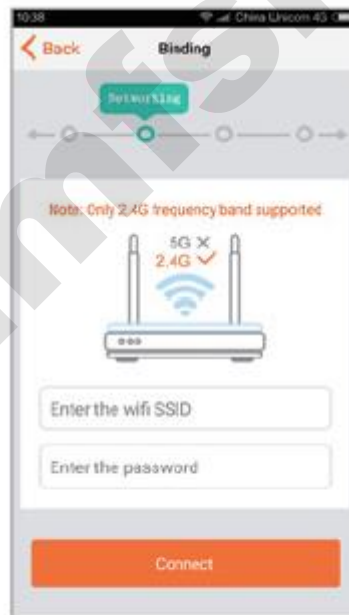 10:38 China Unicom 4G
Back Binding
Networking
Note: Only 2.4G frequency band supported
5G
2.4G
Enter the wifi SSID
Enter the password
Connect